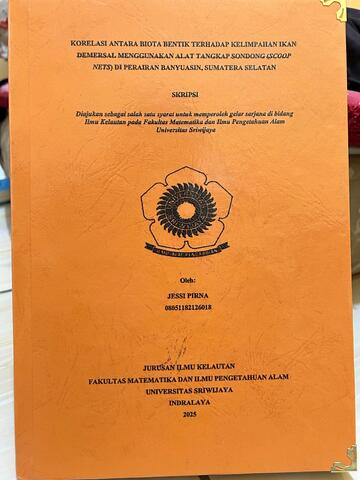 KORELASI ANTARA BIOTA BENTIK TERHADAP KELIMPAHAN IKAN
DEMERSAL MENGGUNAKAN ALAT TANGKAP SONDONG (SCOOP
NETS) DI PERAIRAN BANYUASIN, SUMATERA SELATAN
SKRIPSI
Diajukan sebagai salah satu syarat untuk memperoleh gelar sarjana di bidang
Ilmu Kelautan pada Fakultas Matematika dan Ilmu Pengetahuan Alam
Universitas Sriwijaya
Oleh:
JESSI PIRNA
08051182126018
JURUSAN ILMU KELAUTAN
FAKULTAS MATEMATIKA DAN ILMU PENGETAHUAN ALAM
UNIVERSITAS SRIWIJAYA
INDRALAYA
2025